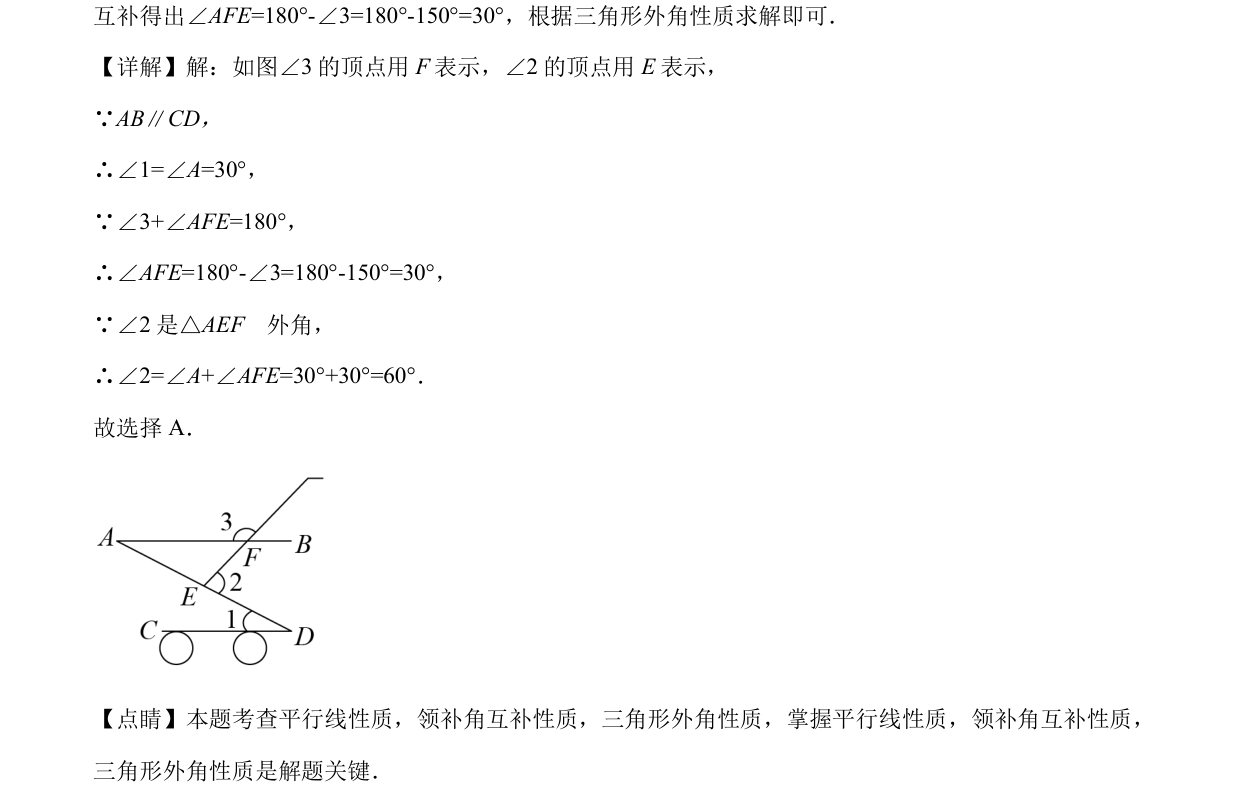 互补得出∠AFE=180°-∠3=180°-150°=30°，根据三角形外角性质求解即可．
【详解】解：如图∠3的顶点用F表示，∠2的顶点用E表示，
∵AB∥CD，
∴∠1=∠A=30°，
∵∠3+∠AFE=180°，
∴∠AFE=180°-∠3=180°-150°=30°，
∵∠2是△AEF　外角，
∴∠2=∠A+∠AFE=30°+30°=60°．
故选择A．
3
A
B
F
2
E
1
C
D
【点睛】本题考查平行线性质，领补角互补性质，三角形外角性质，掌握平行线性质，领补角互补性质，
三角形外角性质是解题关键．